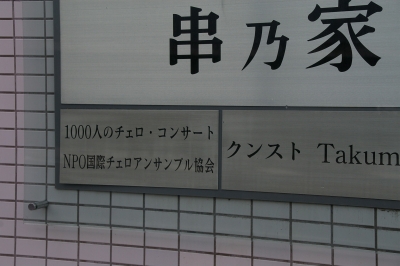 串乃家
1000人のチェロ・コンサート
NPO国際チェロアンサンブル協会
クンスト Takum